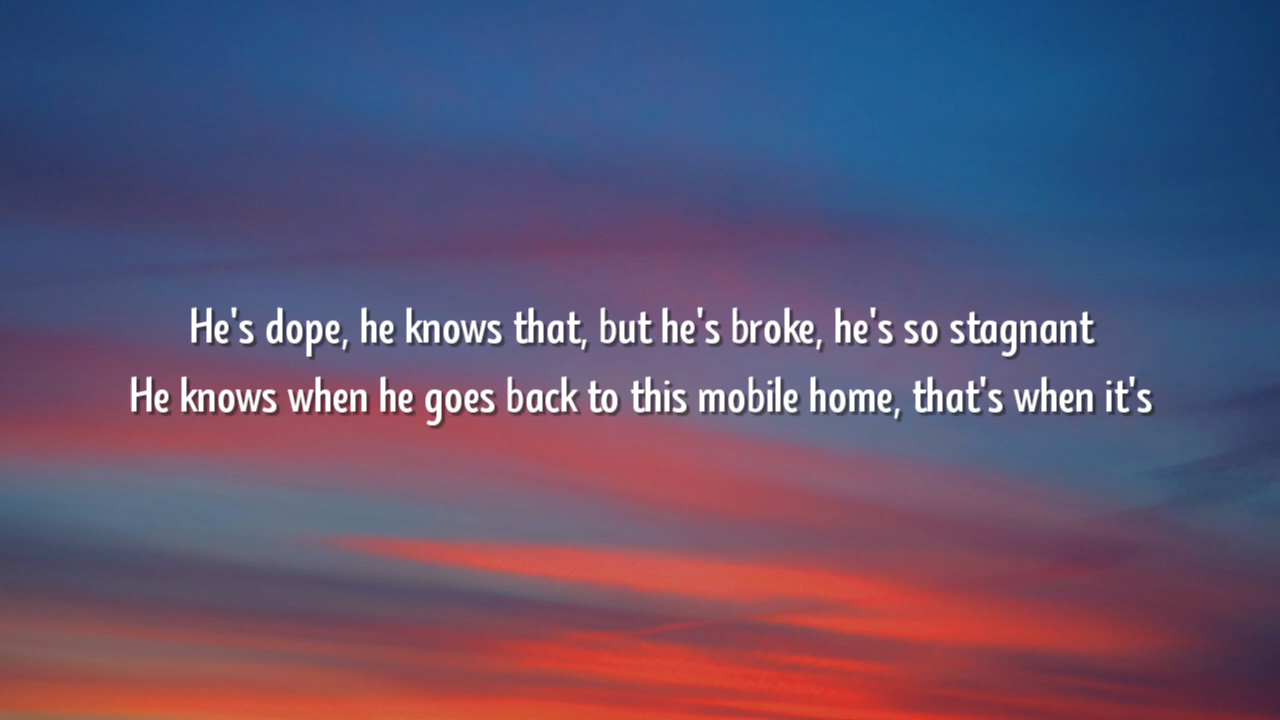 He's dope, he knows that, but he's broke, he's so stagnant
He knows when he goes back to this mobile home, that's when it's